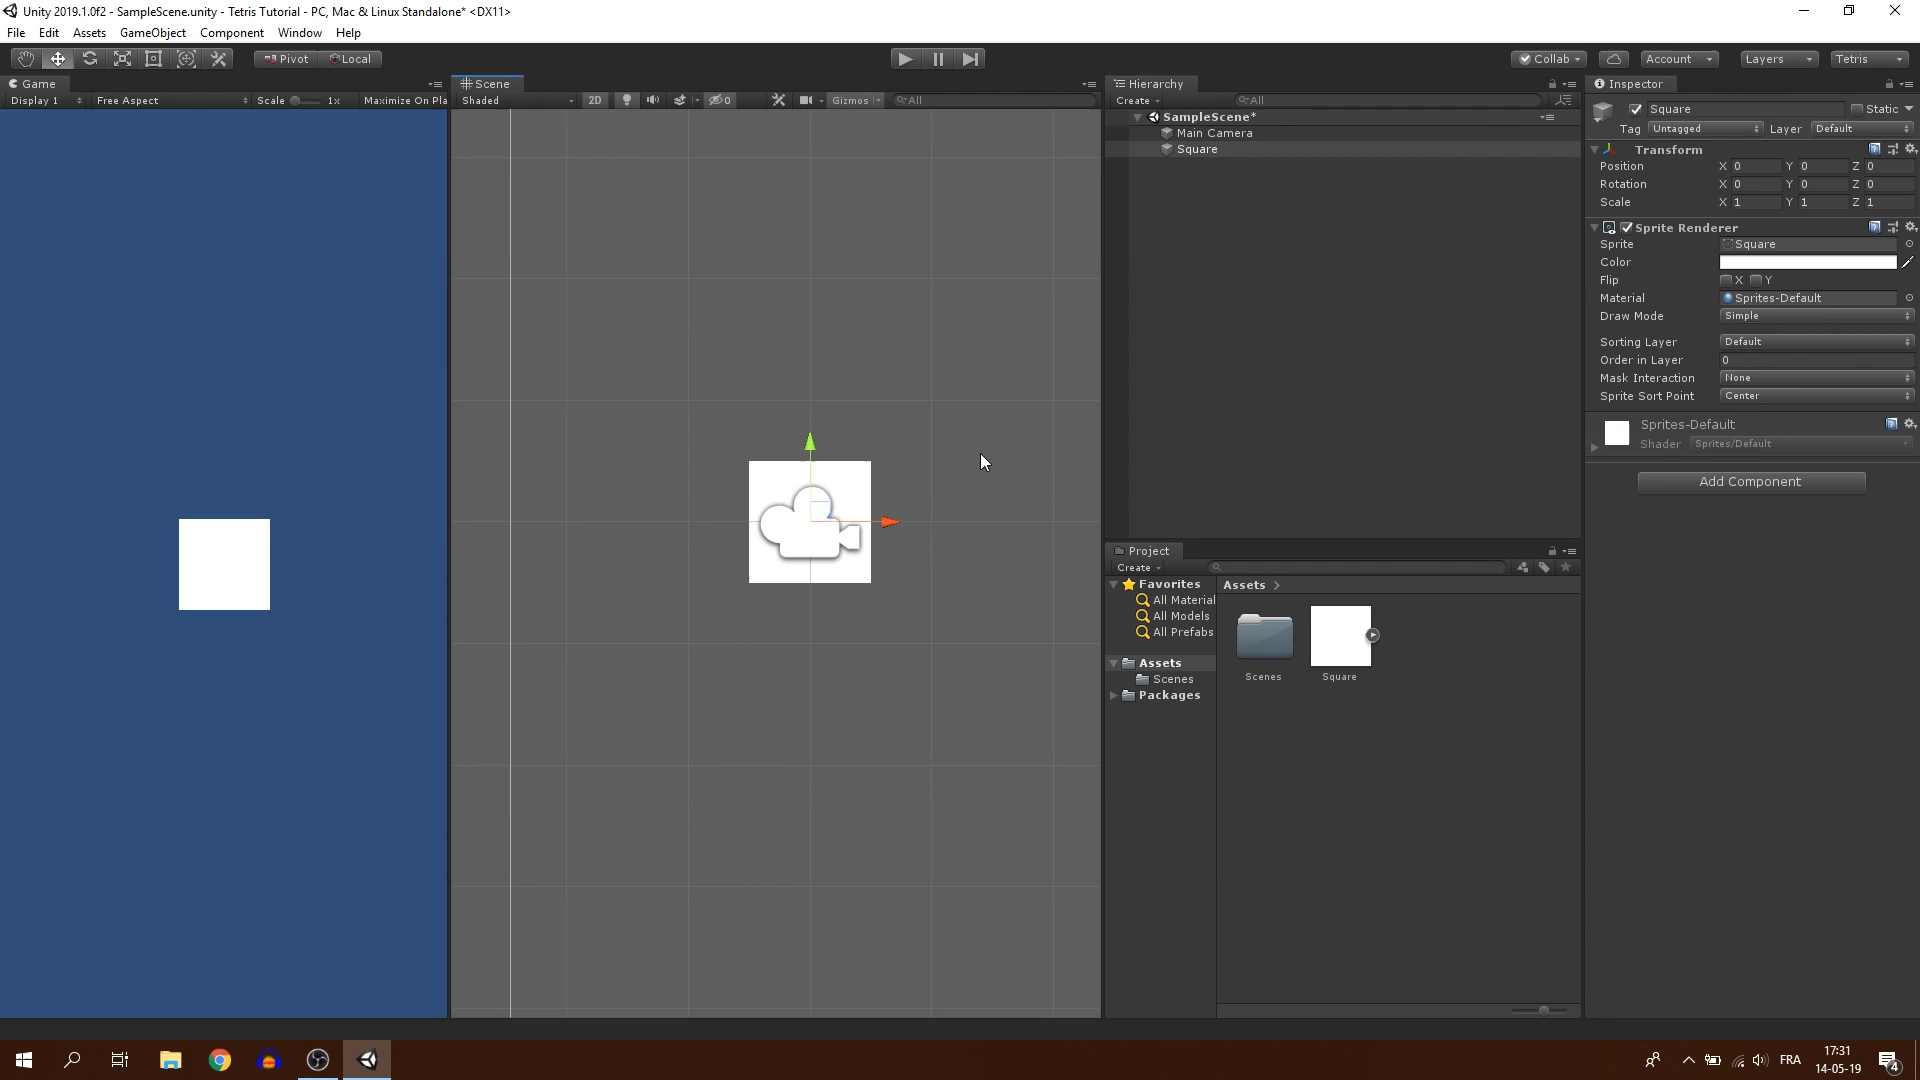 Unity 2019.1.0f2 - SampleScene.unity - Tetris Tutorial - PC, Mac & Linux Standalone* <DX11>
File Edit Assets GameObject Component Window Help
Pivot Local Collab Account Layers Tetris
Game
Display 1 Free Aspect Scale 1x Maximize On Pla
Scene
Shaded 2D 0 Gizmos All
Hierarchy
Create All
SampleScene*
Main Camera
Square
Inspector
Square Static
Tag Untagged Layer Default
Transform
Position X 0 Y 0 Z 0
Rotation X 0 Y 0 Z 0
Scale X 1 Y 1 Z 1
Sprite Renderer
Sprite Square
Color
Flip X Y
Material Sprites-Default
Draw Mode Simple
Sorting Layer Default
Order in Layer 0
Mask Interaction None
Sprite Sort Point Center
Sprites-Default
Shader Sprites/Default
Add Component
Project
Create
Favorites
All Material
All Models
All Prefabs
Assets
Scenes
Packages
Assets
Scenes Square
FRA
17:31
14-05-19
4